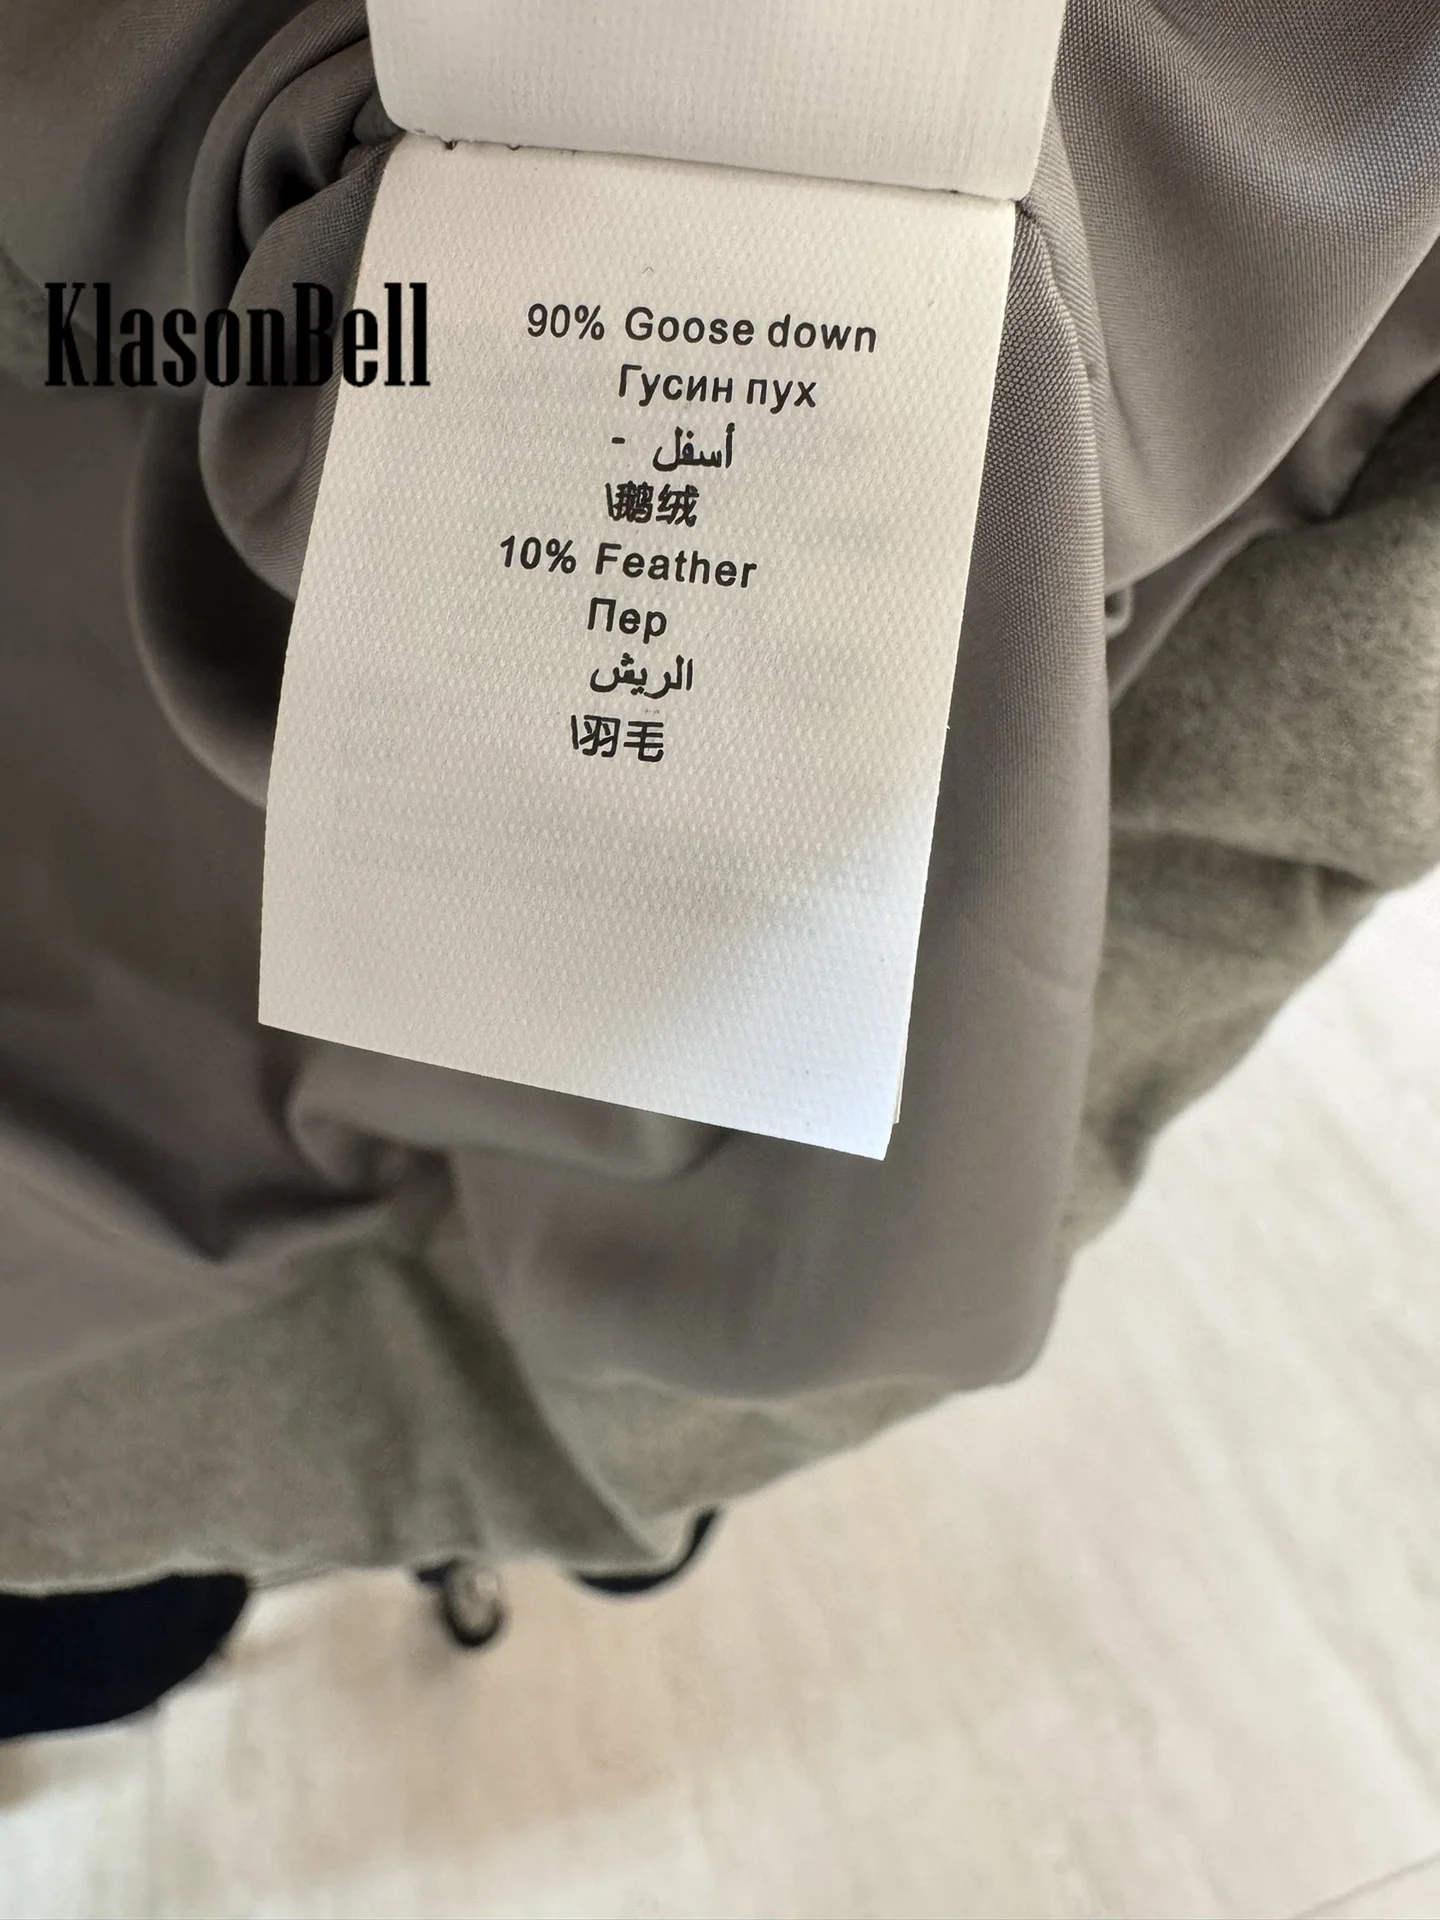 KlasonBell
90% Goose down
Гусин пух
أسفل -
\鹅绒
10% Feather
Пер
الريش
\羽毛